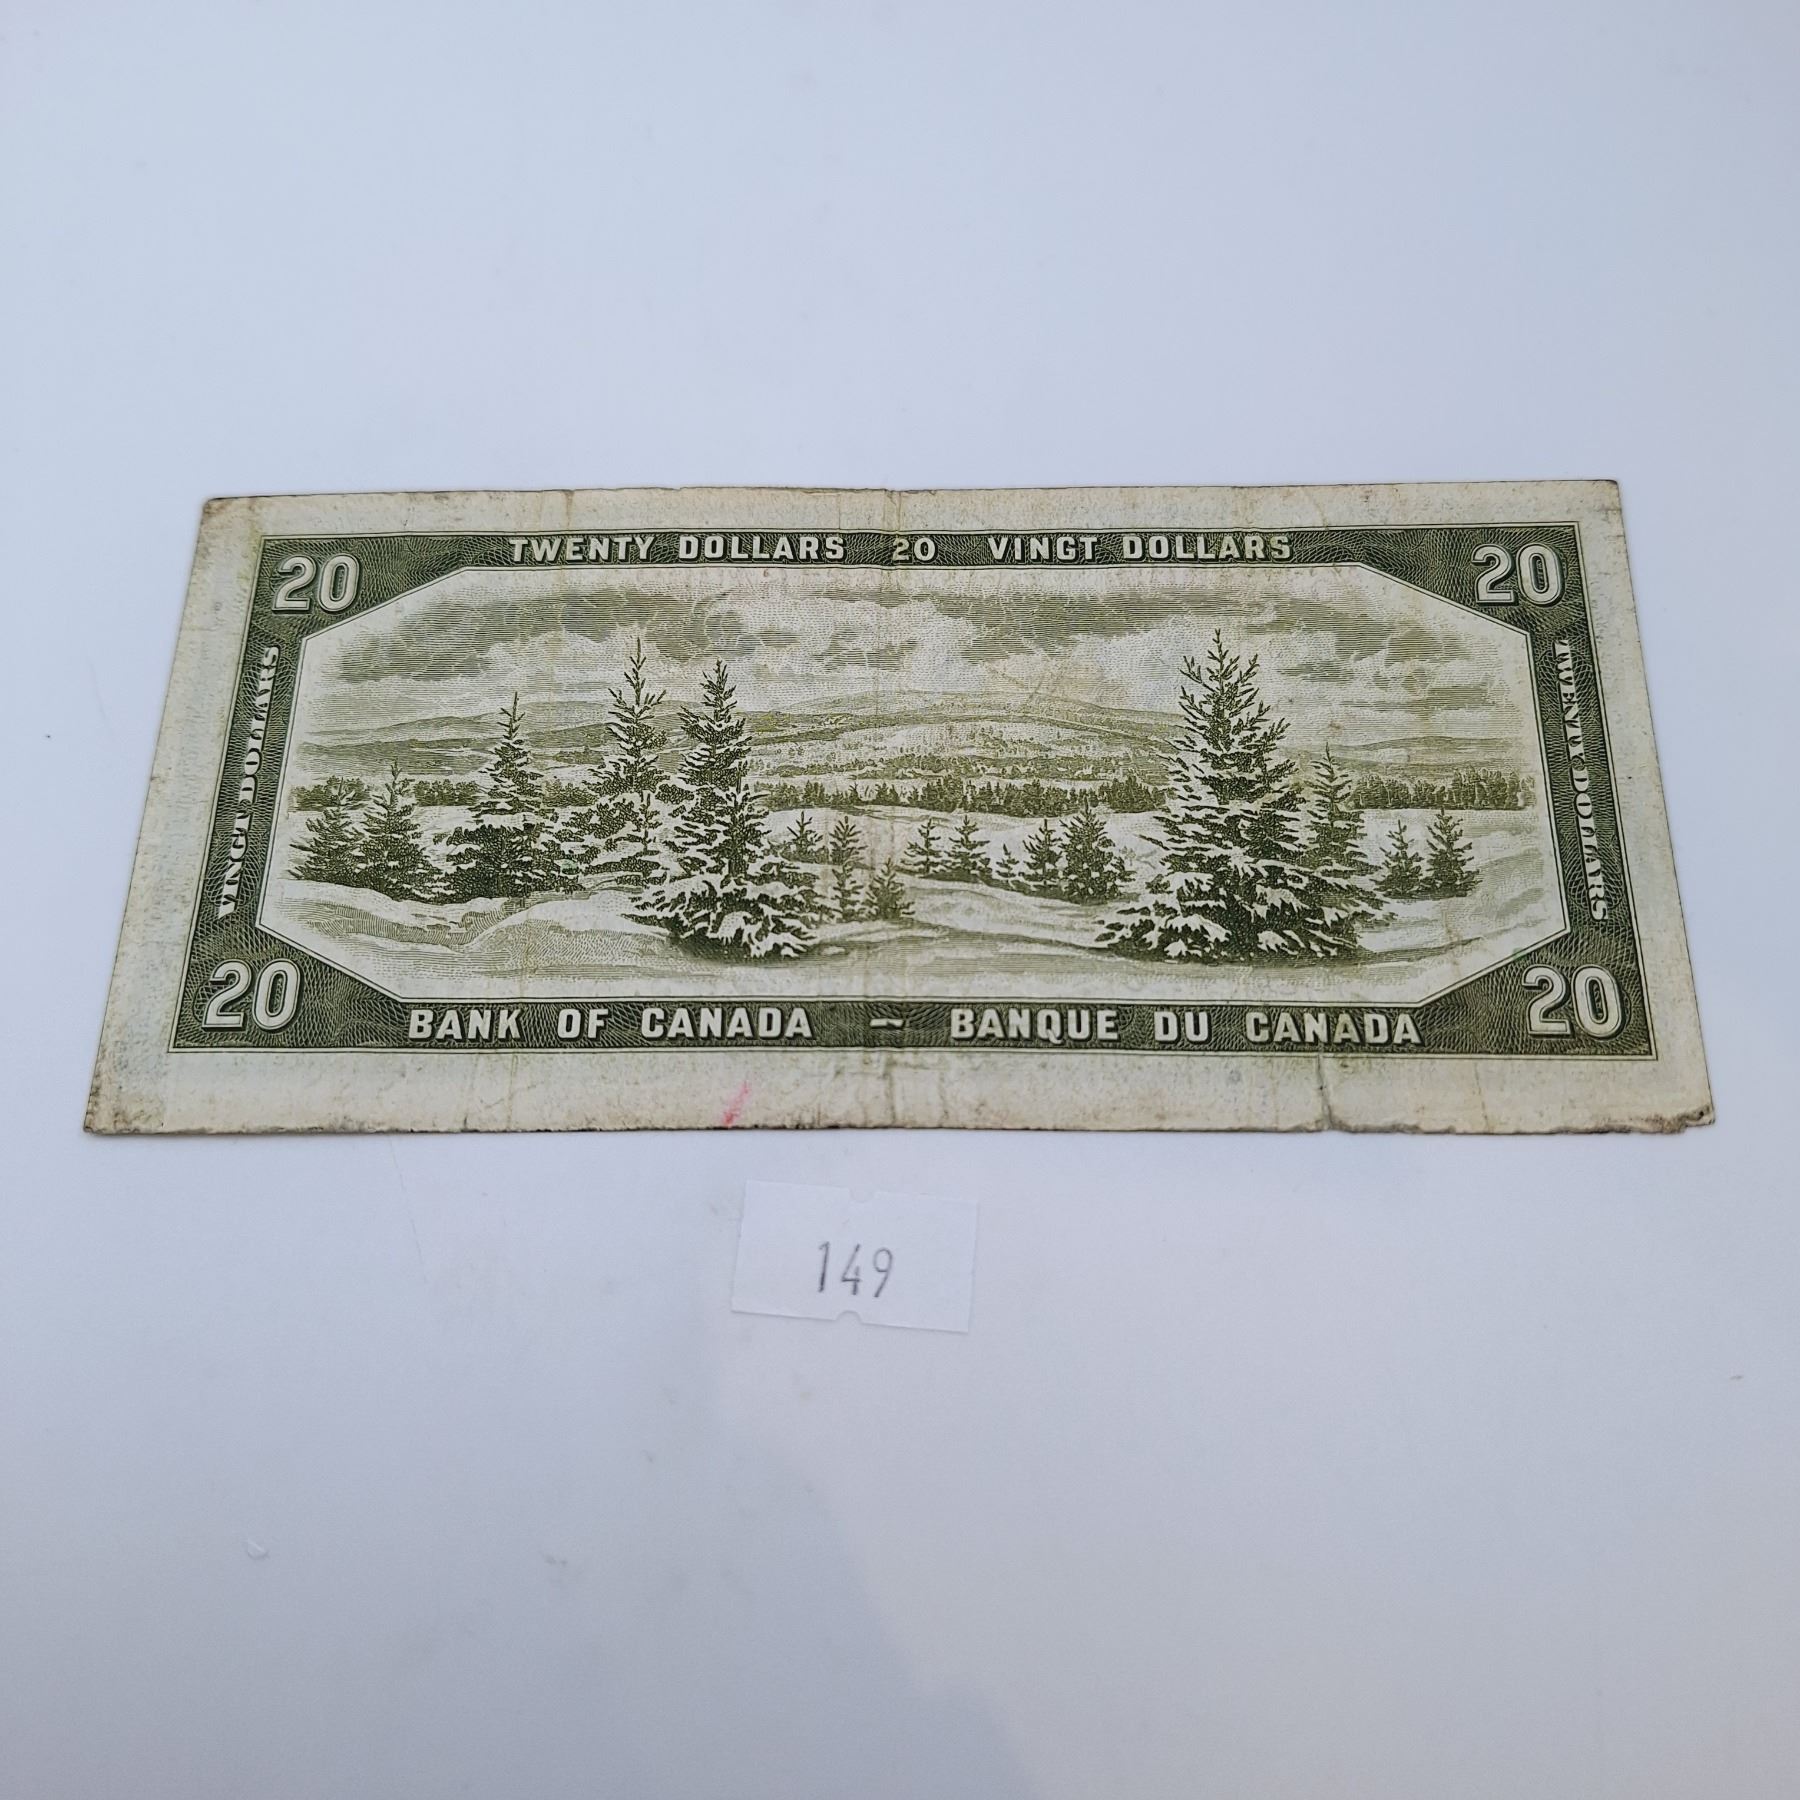 TWENTY DOLLARS 20 VINGT DOLLARS
20
20
VINGT DOLLARS
TWENTY DOLLARS
20
20
BANK OF CANADA – BANQUE DU CANADA
149